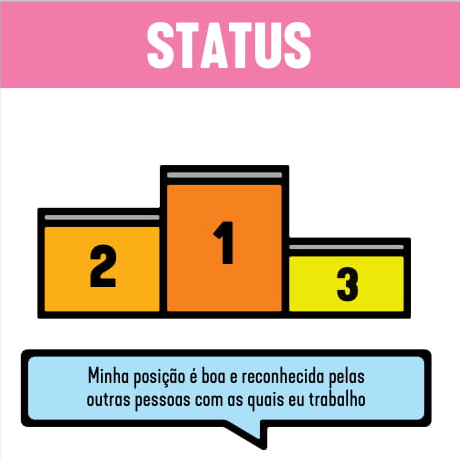 STATUS
1
2
3
Minha posição é boa e reconhecida pelas
outras pessoas com as quais eu trabalho